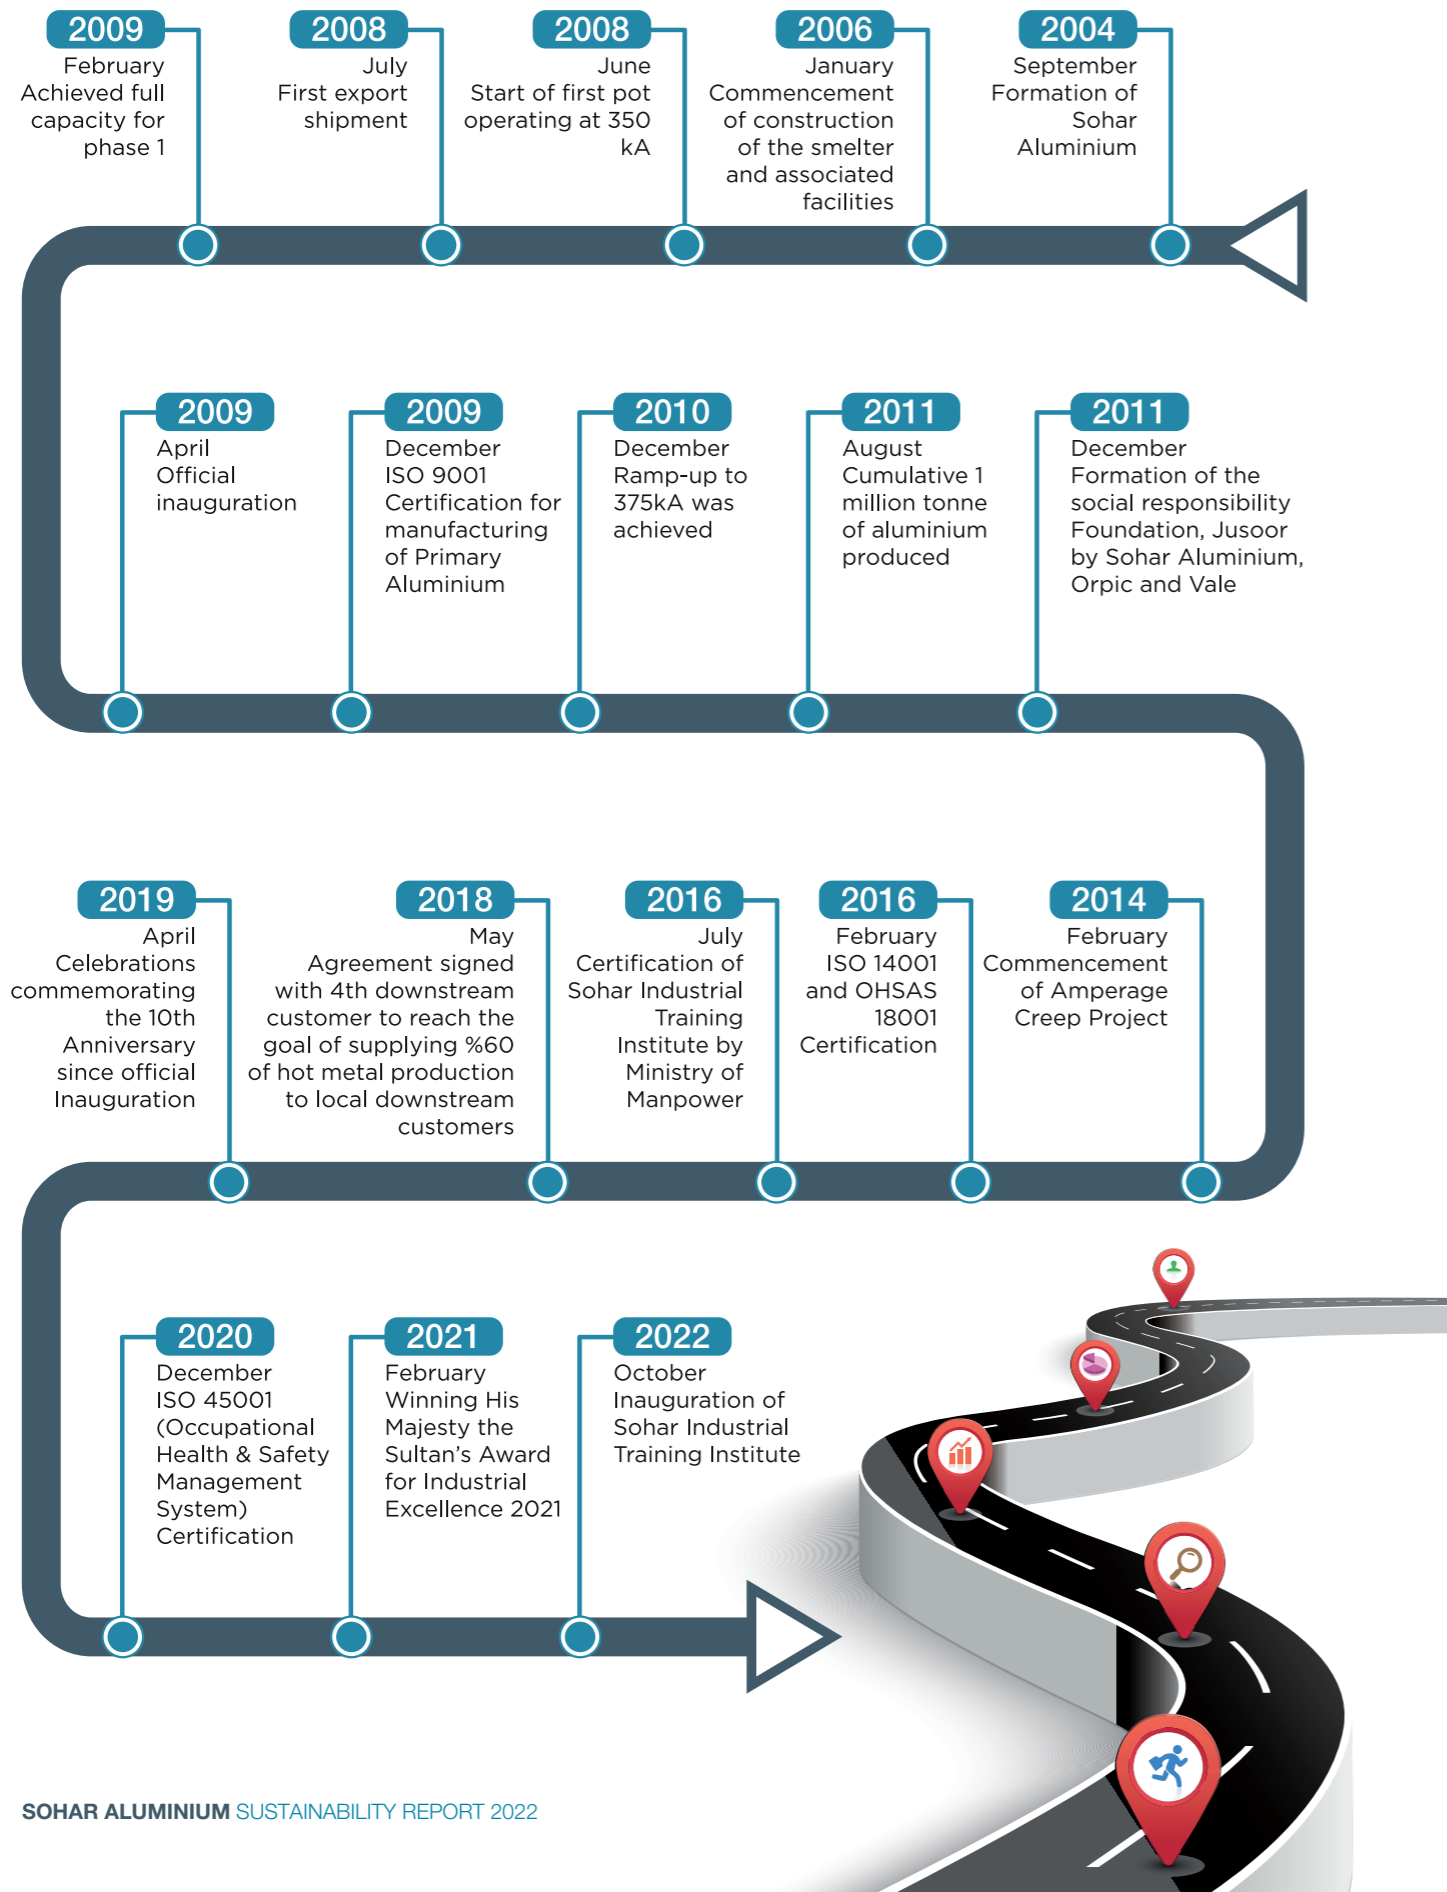 2009
February
Achieved full
capacity for
phase 1
2008
July
First export
shipment
2008
June
Start of first pot
operating at 350
kA
2006
January
Commencement
of construction
of the smelter
and associated
facilities
2004
September
Formation of
Sohar
Aluminium
2009
April
Official
inauguration
2009
December
ISO 9001
Certification for
manufacturing
of Primary
Aluminium
2010
December
Ramp-up to
375kA was
achieved
2011
August
Cumulative 1
million tonne
of aluminium
produced
2011
December
Formation of the
social responsibility
Foundation, Jusoor
by Sohar Aluminium,
Orpic and Vale
2019
April
Celebrations
commemorating
the 10th
Anniversary
since official
Inauguration
2018
May
Agreement signed
with 4th downstream
customer to reach the
goal of supplying %60
of hot metal production
to local downstream
customers
2016
July
Certification of
Sohar Industrial
Training
Institute by
Ministry of
Manpower
2016
February
ISO 14001
and OHSAS
18001
Certification
2014
February
Commencement
of Amperage
Creep Project
2020
December
ISO 45001
(Occupational
Health & Safety
Management
System)
Certification
2021
February
Winning His
Majesty the
Sultan's Award
for Industrial
Excellence 2021
2022
October
Inauguration of
Sohar Industrial
Training Institute
SOHAR ALUMINIUM SUSTAINABILITY REPORT 2022